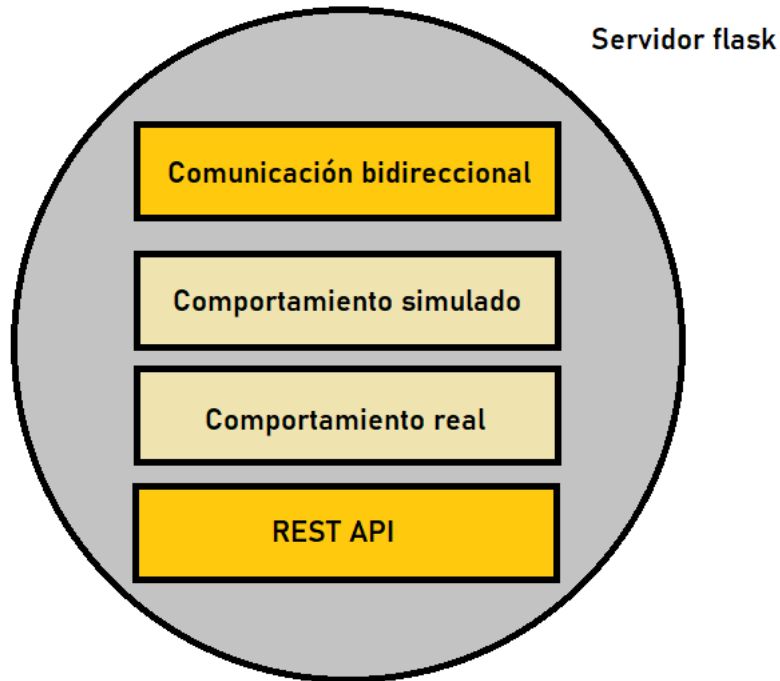 Servidor flask
Comunicación bidireccional
Comportamiento simulado
Comportamiento real
REST API